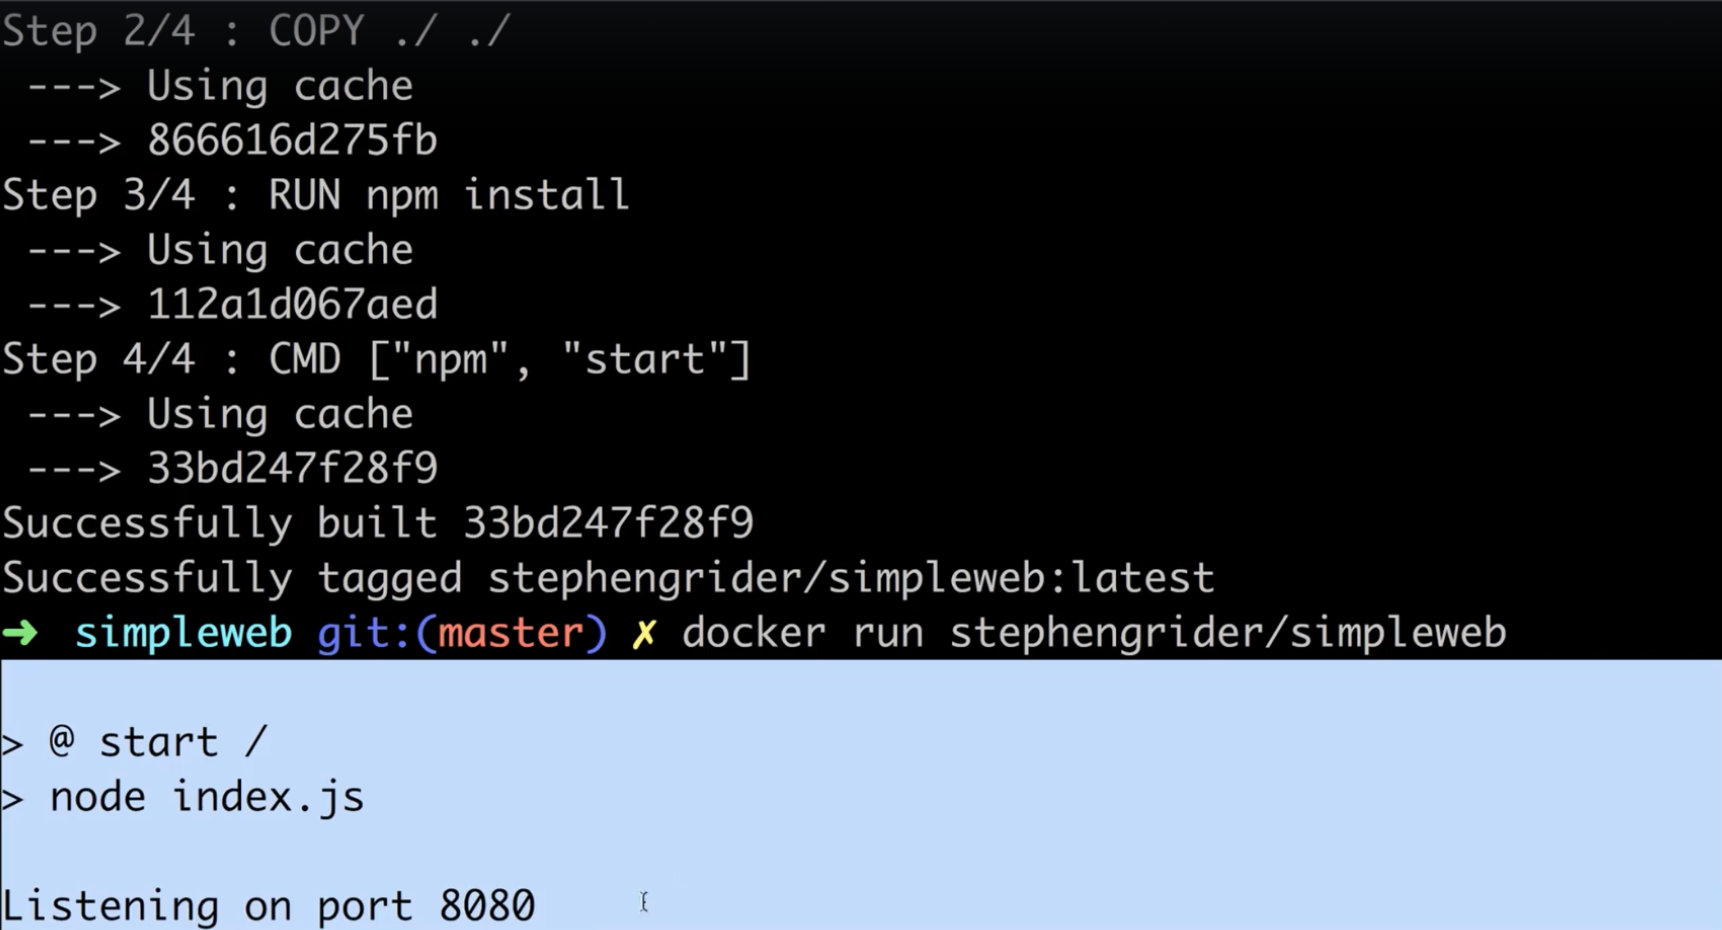 Step 2/4 : COPY ./ ./
 ---> Using cache
 ---> 866616d275fb
Step 3/4 : RUN npm install
 ---> Using cache
 ---> 112a1d067aed
Step 4/4 : CMD ["npm", "start"]
 ---> Using cache
 ---> 33bd247f28f9
Successfully built 33bd247f28f9
Successfully tagged stephengrider/simpleweb:latest
➜  simpleweb git:(master) ✗ docker run stephengrider/simpleweb
> @ start /
> node index.js
Listening on port 8080